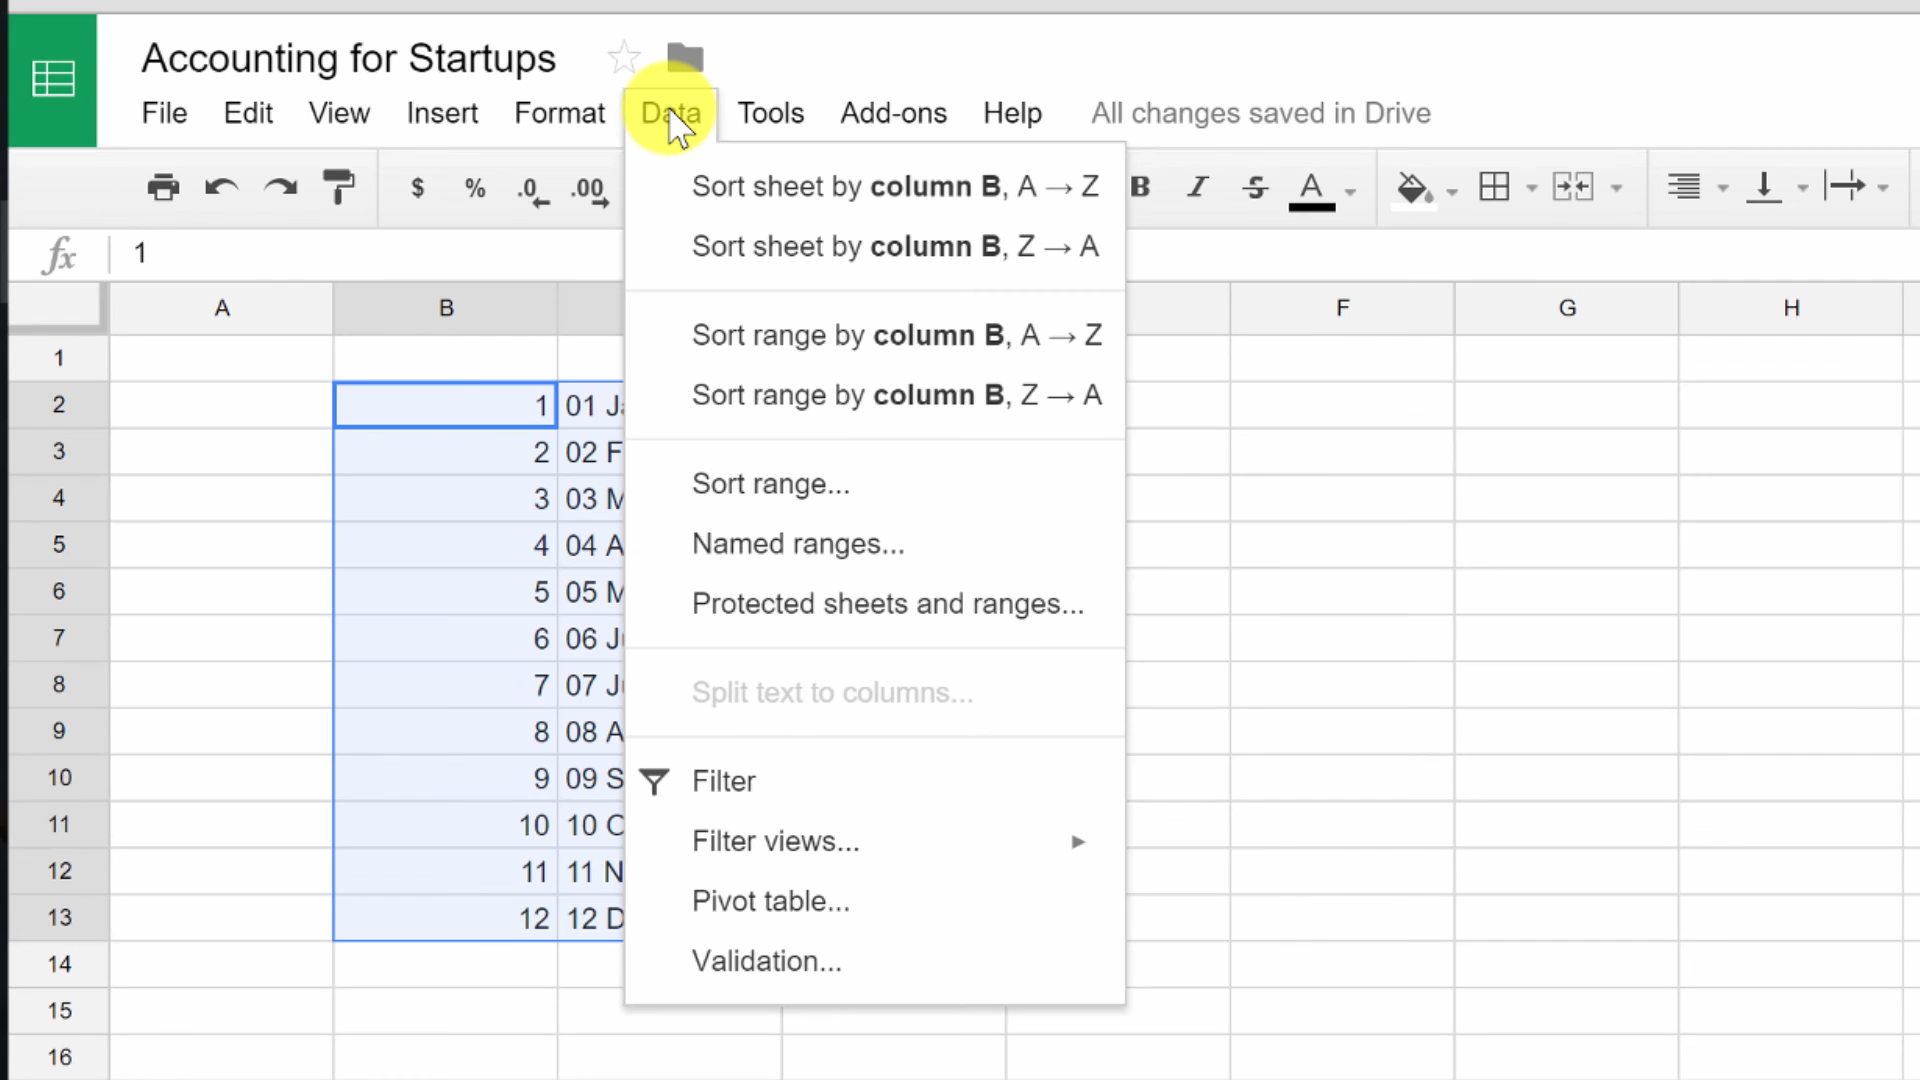 Accounting for Startups
File Edit View Insert Format Data Tools Add-ons Help All changes saved in Drive
$ % .0 .00 B I S A
fx 1
A B F G H
1
2 1 01
3 2 02
4 3 03
5 4 04
6 5 05
7 6 06
8 7 07
9 8 08
10 9 09
11 10 10
12 11 11
13 12 12
14
15
16
Sort sheet by column B, A → Z
Sort sheet by column B, Z → A
Sort range by column B, A → Z
Sort range by column B, Z → A
Sort range...
Named ranges...
Protected sheets and ranges...
Split text to columns...
Filter
Filter views...
Pivot table...
Validation...